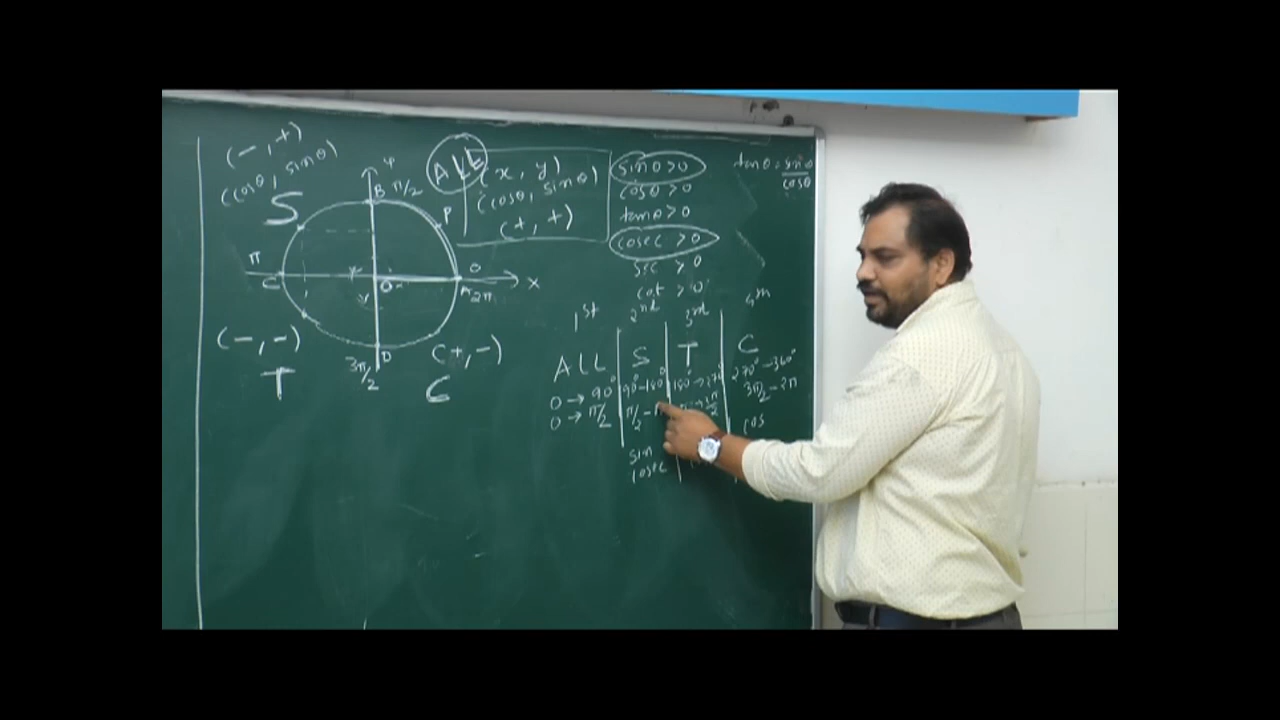 (-, +)
(cosθ, sinθ)
S
y
B π/2
P
π
C
O
0
A 2π
x
(-, -)
T
3π/2
D
(+, -)
C
ALL
(x, y)
(cosθ, sinθ)
(+, +)
sinθ>0
cosθ>0
tanθ>0
cosec >0
sec >0
cot >0
tanθ = sinθ/cosθ
1st 2nd 3rd 4th
ALL S T C
0 → 90° 90°-180° 180° → 270° 270° - 360°
0 → π/2 π/2 - π 3π/2 - 2π
sin cos
cosec